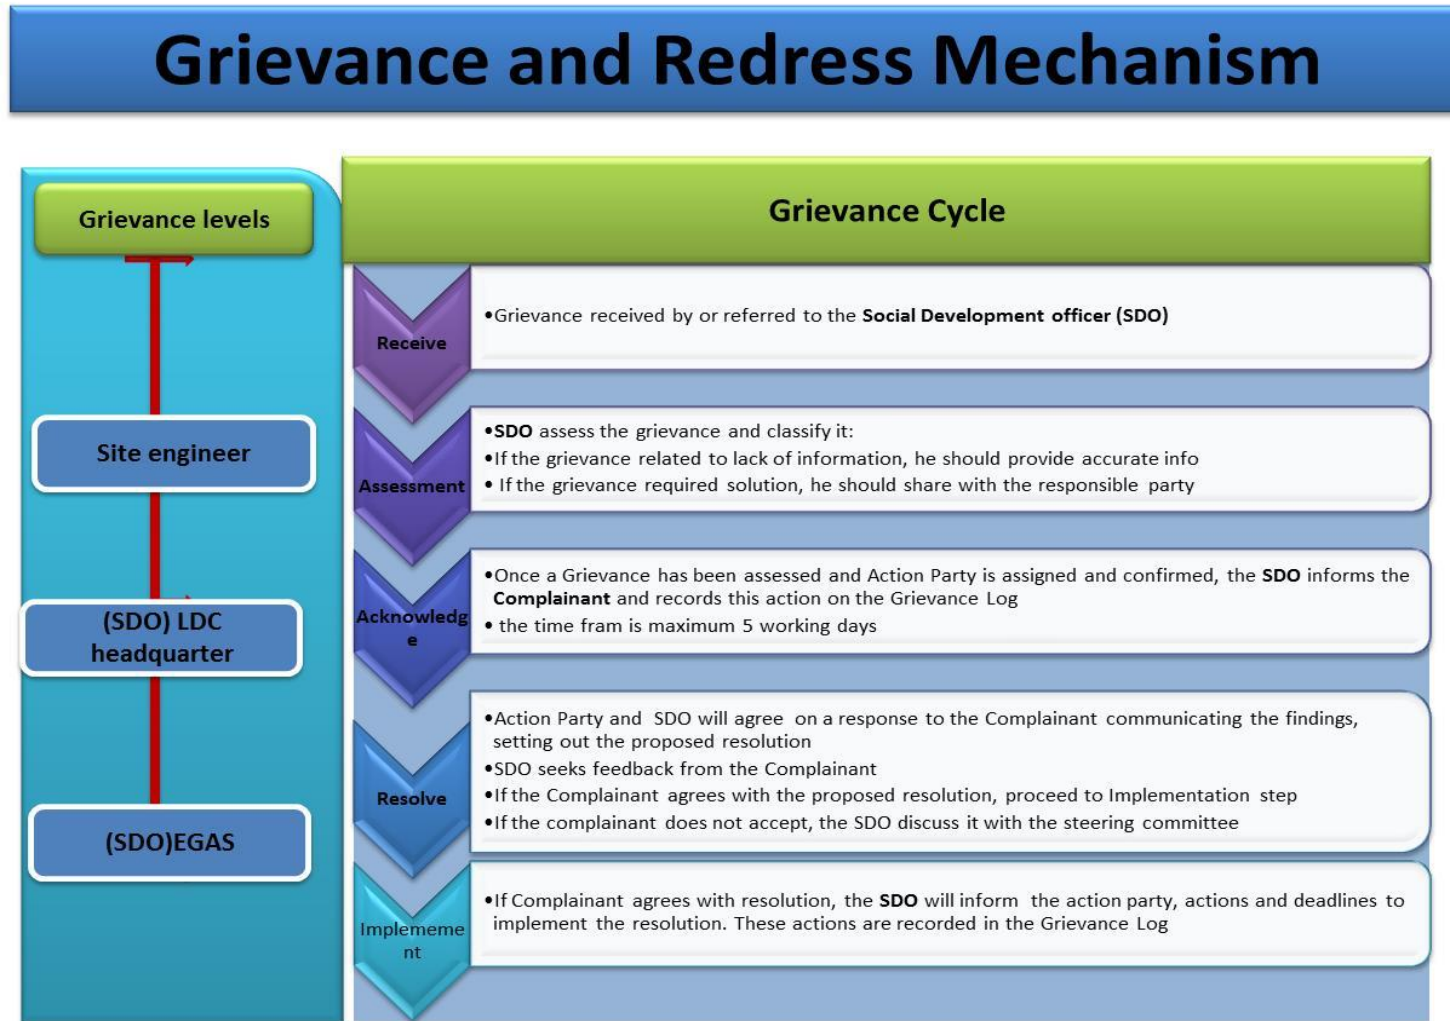 Grievance and Redress Mechanism
Grievance levels
Site engineer
(SDO) LDC
headquarter
(SDO)EGAS
Grievance Cycle
Receive
•Grievance received by or referred to the Social Development officer (SDO)
Assessment
•SDO assess the grievance and classify it:
•If the grievance related to lack of information, he should provide accurate info
• If the grievance required solution, he should share with the responsible party
Acknowledg
e
•Once a Grievance has been assessed and Action Party is assigned and confirmed, the SDO informs the
Complainant and records this action on the Grievance Log
• the time fram is maximum 5 working days
Resolve
•Action Party and SDO will agree on a response to the Complainant communicating the findings,
setting out the proposed resolution
•SDO seeks feedback from the Complainant
•If the Complainant agrees with the proposed resolution, proceed to Implementation step
•If the complainant does not accept, the SDO discuss it with the steering committee
Implememe
nt
•If Complainant agrees with resolution, the SDO will inform the action party, actions and deadlines to
implement the resolution. These actions are recorded in the Grievance Log